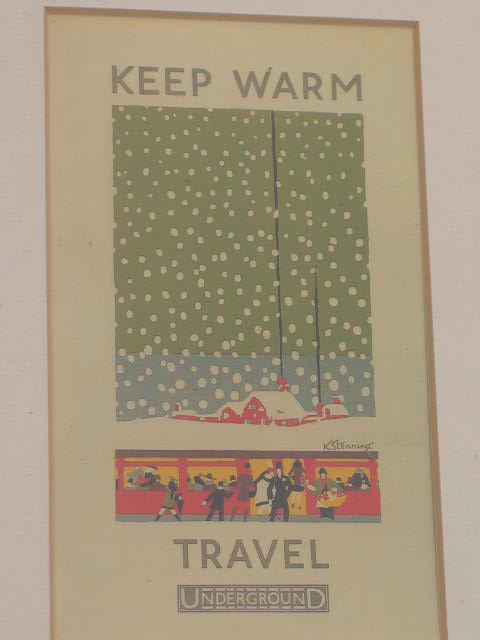 KEEP WARM
K. Stenning
TRAVEL
UNDERGROUND